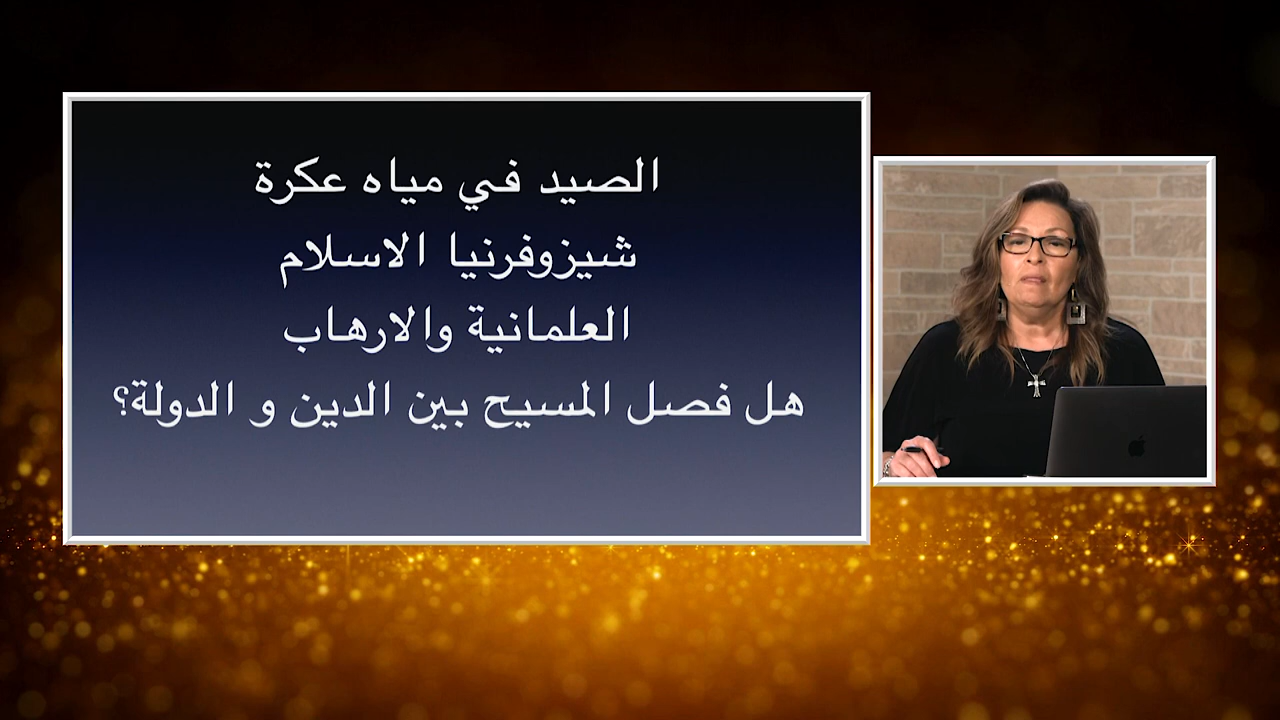 الصيد في مياه عكرة
شيزوفرنيا الاسلام
العلمانية والارهاب
هل فصل المسيح بين الدين و الدولة؟